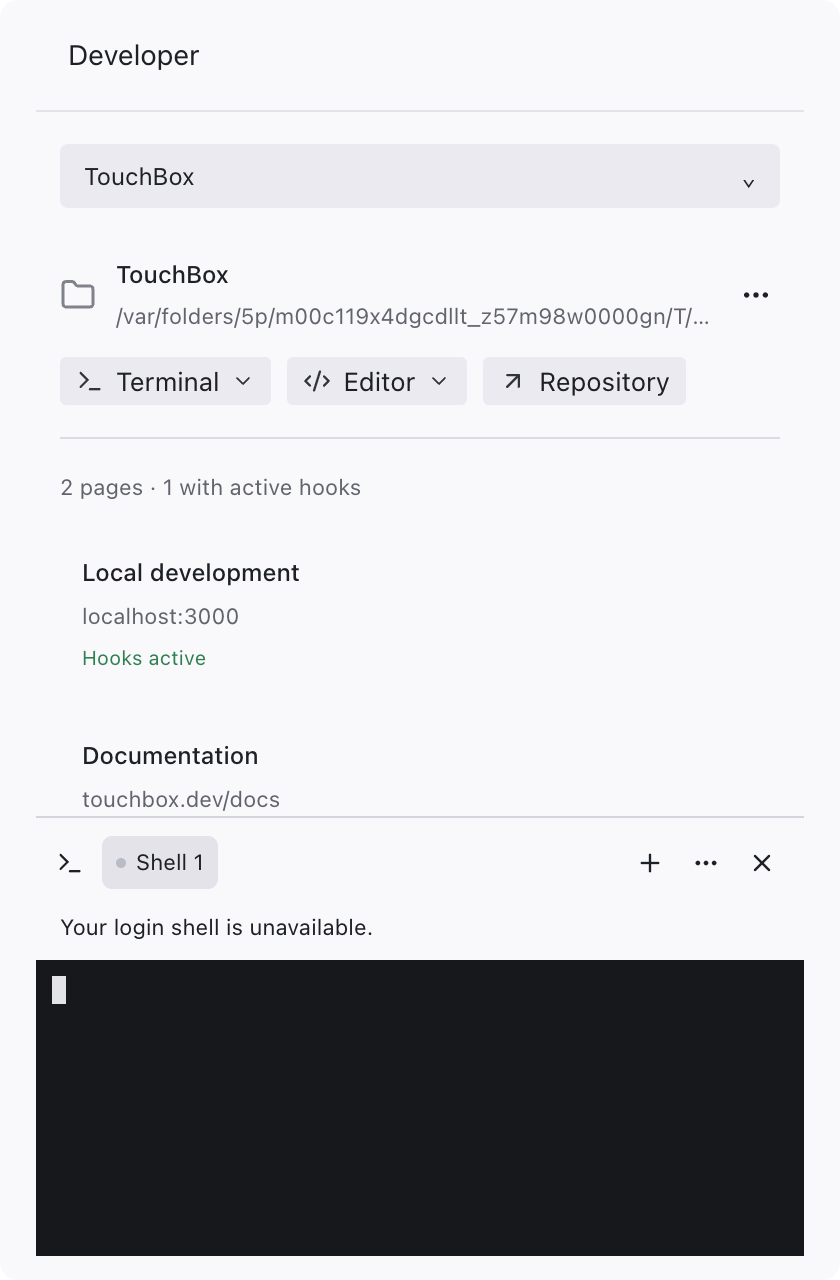 Developer
TouchBox
TouchBox
/var/folders/5p/m00c119x4dgcdllt_z57m98w0000gn/T/...
Terminal
Editor
Repository
2 pages · 1 with active hooks
Local development
localhost:3000
Hooks active
Documentation
touchbox.dev/docs
Shell 1
Your login shell is unavailable.